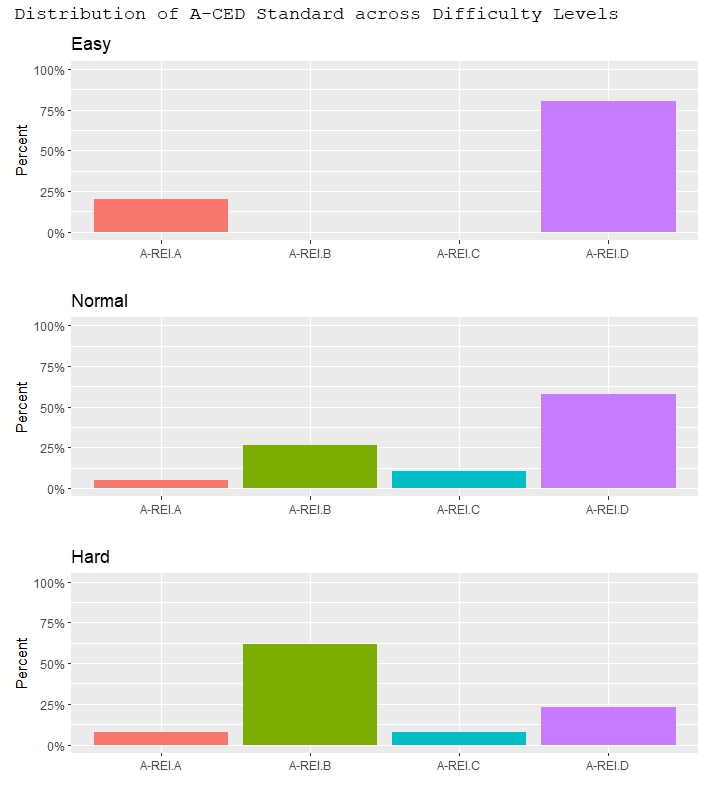 Distribution of A-CED Standard across Difficulty Levels
Easy
Percent
100%
75%
50%
25%
0%
A-REI.A A-REI.B A-REI.C A-REI.D
Normal
Percent
100%
75%
50%
25%
0%
A-REI.A A-REI.B A-REI.C A-REI.D
Hard
Percent
100%
75%
50%
25%
0%
A-REI.A A-REI.B A-REI.C A-REI.D